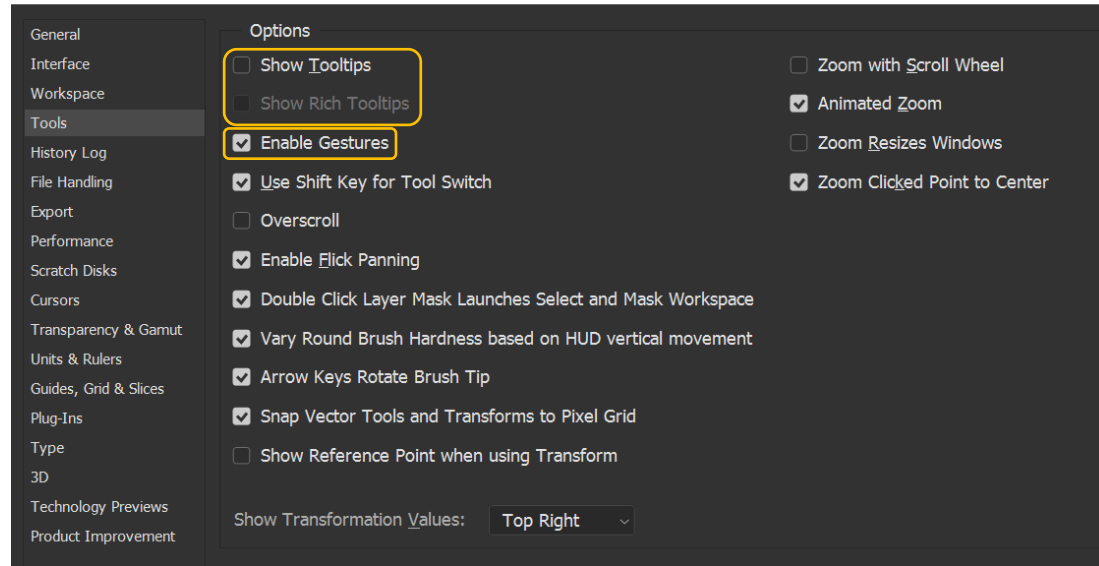 General
Interface
Workspace
Tools
History Log
File Handling
Export
Performance
Scratch Disks
Cursors
Transparency & Gamut
Units & Rulers
Guides, Grid & Slices
Plug-Ins
Type
3D
Technology Previews
Product Improvement
Options
Show Tooltips
Show Rich Tooltips
Enable Gestures
Use Shift Key for Tool Switch
Overscroll
Enable Flick Panning
Double Click Layer Mask Launches Select and Mask Workspace
Vary Round Brush Hardness based on HUD vertical movement
Arrow Keys Rotate Brush Tip
Snap Vector Tools and Transforms to Pixel Grid
Show Reference Point when using Transform
Show Transformation Values: Top Right
Zoom with Scroll Wheel
Animated Zoom
Zoom Resizes Windows
Zoom Clicked Point to Center